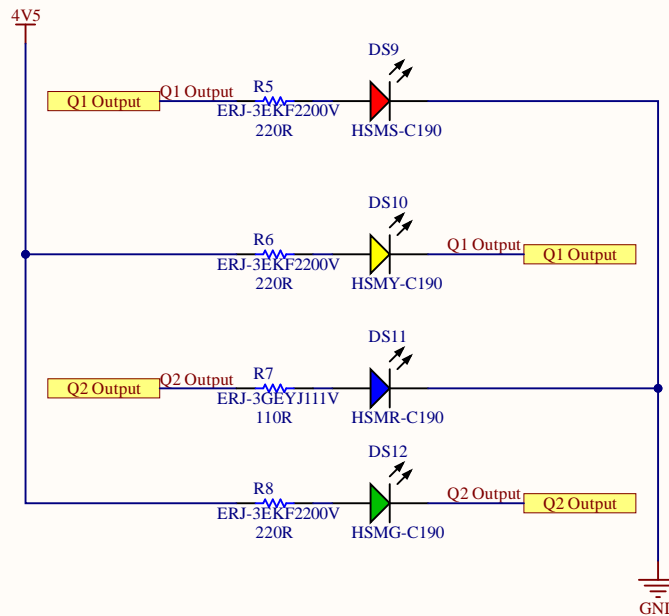 4V5
DS9
Q1 Output
Q1 Output
R5
ERJ-3EKF2200V
220R
HSMS-C190
DS10
R6
ERJ-3EKF2200V
220R
HSMY-C190
Q1 Output
Q1 Output
DS11
Q2 Output
Q2 Output
R7
ERJ-3GEYJ111V
110R
HSMR-C190
DS12
R8
ERJ-3EKF2200V
220R
HSMG-C190
Q2 Output
Q2 Output
GND